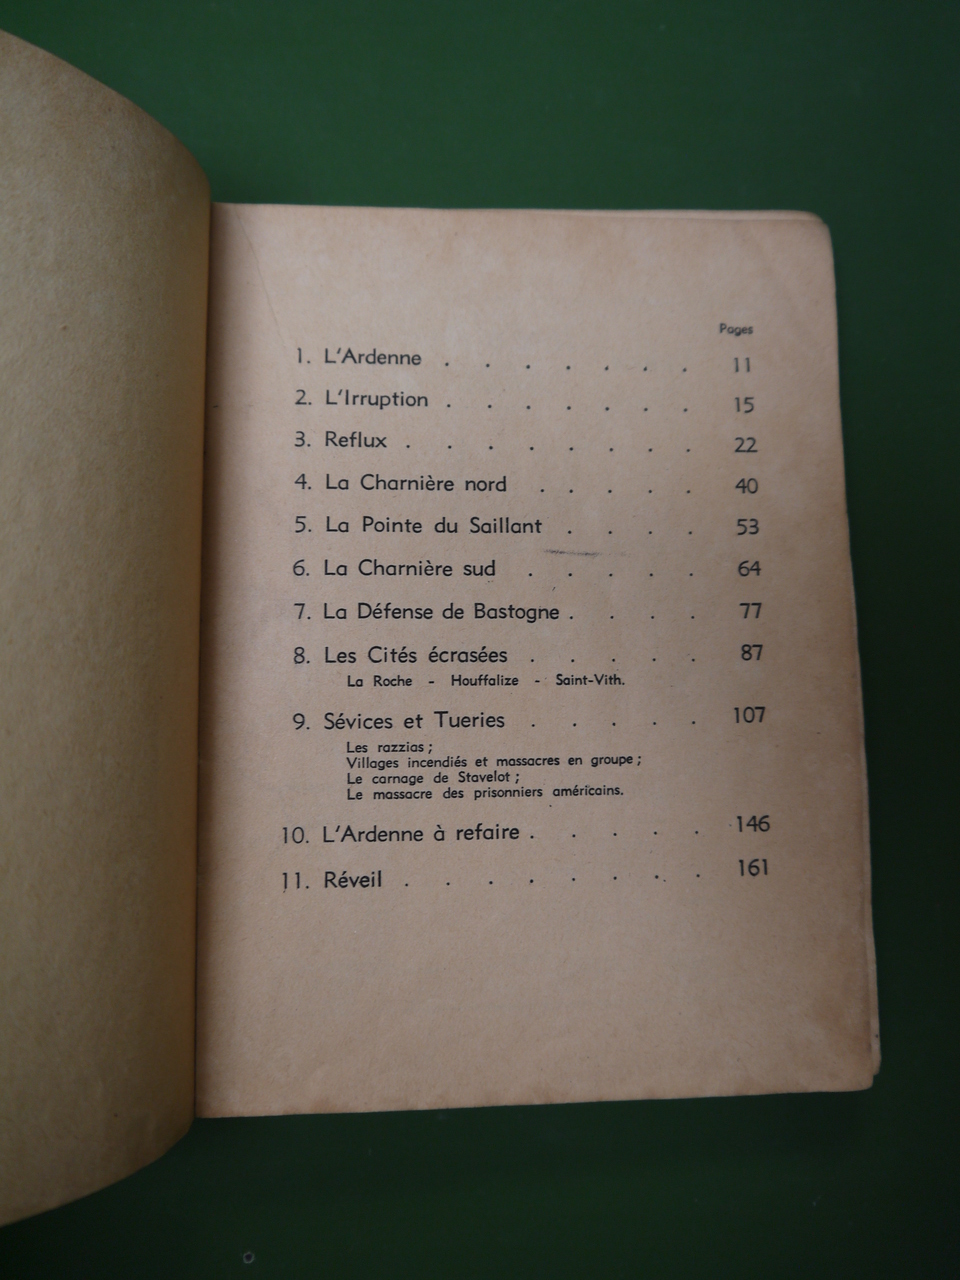 Pages
1. L'Ardenne . . . . . . . 11
2. L'Irruption . . . . . . . 15
3. Reflux . . . . . . . . 22
4. La Charnière nord . . . . . 40
5. La Pointe du Saillant . . . . 53
6. La Charnière sud . . . . . 64
7. La Défense de Bastogne . . . . 77
8. Les Cités écrasées . . . . . 87
La Roche - Houffalize - Saint-Vith.
9. Sévices et Tueries . . . . . 107
Les razzias ;
Villages incendiés et massacres en groupe ;
Le carnage de Stavelot ;
Le massacre des prisonniers américains.
10. L'Ardenne à refaire . . . . . 146
11. Réveil . . . . . . . . 161